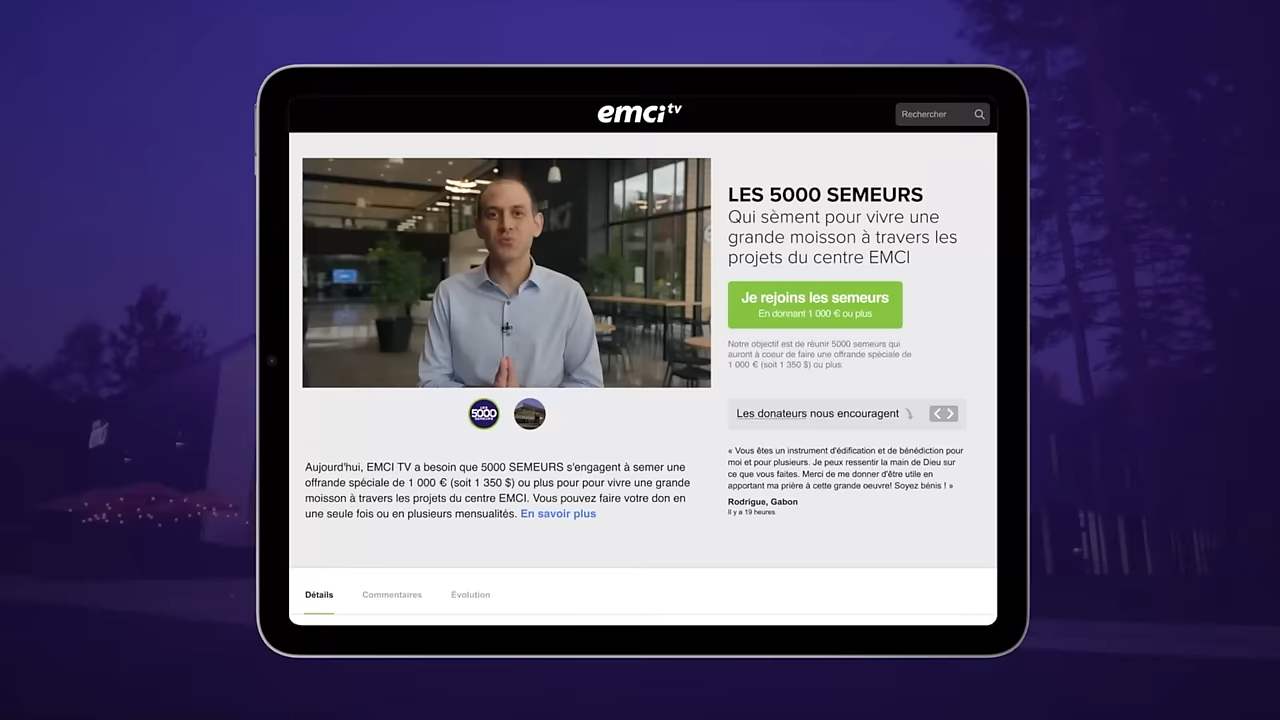 emci tv
Rechercher
LES 5000 SEMEURS
Qui sèment pour vivre une
grande moisson à travers les
projets du centre EMCI
Je rejoins les semeurs
En donnant 1 000 € ou plus
Notre objectif est de réunir 5000 semeurs qui
auront à coeur de faire une offrande spéciale de
1 000 € (soit 1 350 $) ou plus.
LES
5000
SEMEURS
Les donateurs nous encouragent
« Vous êtes un instrument d'édification et de bénédiction pour
moi et pour plusieurs. Je peux ressentir la main de Dieu sur
ce que vous faites. Merci de me donner d'être utile en
apportant ma prière à cette grande oeuvre! Soyez bénis ! »
Rodrigue, Gabon
Il y a 19 heures
Aujourd'hui, EMCI TV a besoin que 5000 SEMEURS s'engagent à semer une
offrande spéciale de 1 000 € (soit 1 350 $) ou plus pour pour vivre une grande
moisson à travers les projets du centre EMCI. Vous pouvez faire votre don en
une seule fois ou en plusieurs mensualités. En savoir plus
Détails
Commentaires
Évolution